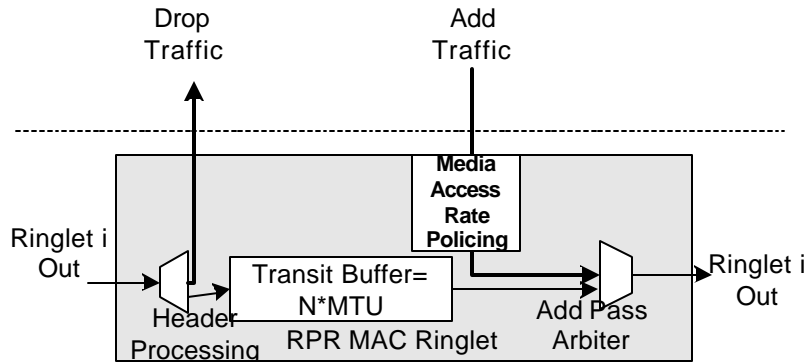 Drop
Traffic
Add
Traffic
Media
Access
Rate
Policing
Ringlet i
Out
Transit Buffer=
N*MTU
Ringlet i
Out
Header
Processing
RPR MAC Ringlet
Add Pass
Arbiter